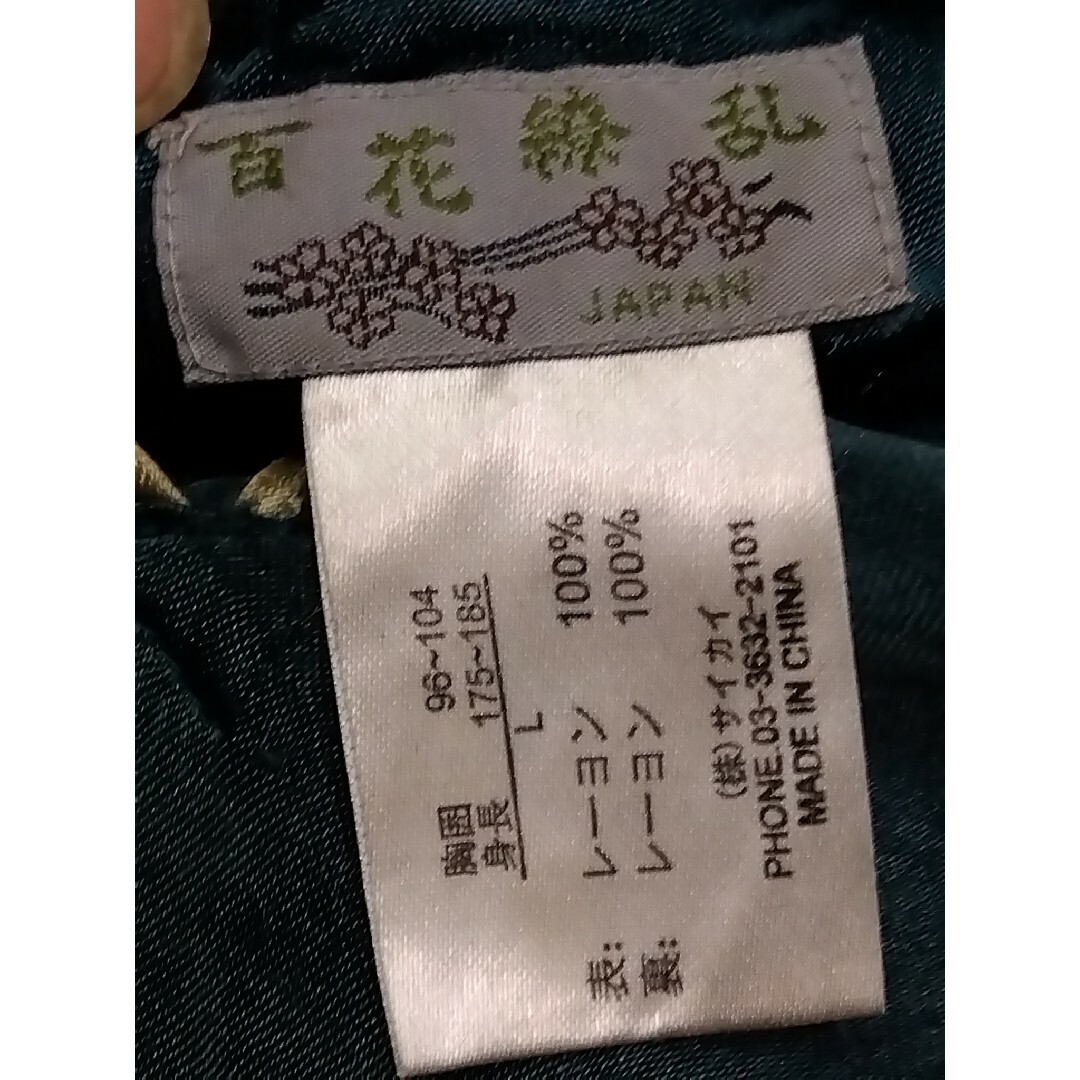 百花繚乱
JAPAN
胸囲 96~104
身長 175~185
L
表: レーヨン 100%
裏: レーヨン 100%
(株)サイカイ
PHONE.03-3632-2101
MADE IN CHINA